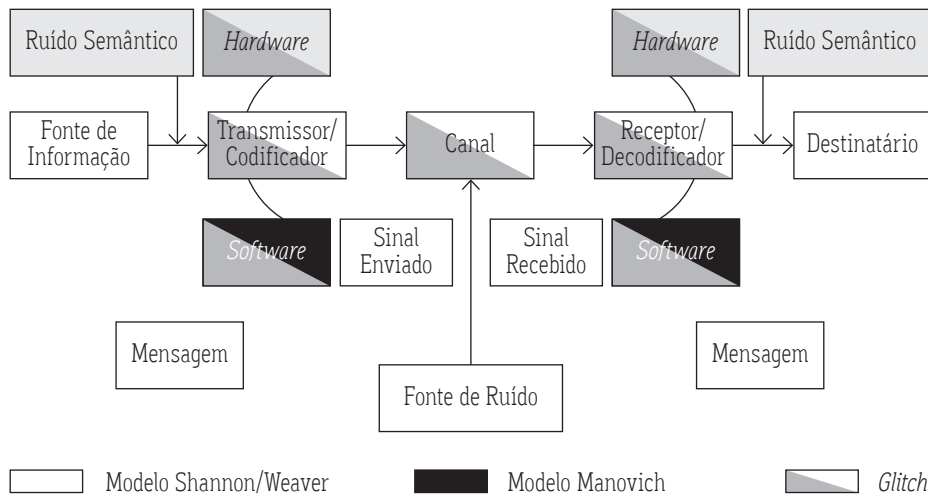 Ruído Semântico
Hardware
Hardware
Ruído Semântico
Fonte de
Informação
Transmissor/
Codificador
Canal
Receptor/
Decodificador
Destinatário
Software
Sinal
Enviado
Sinal
Recebido
Software
Mensagem
Fonte de Ruído
Mensagem
Modelo Shannon/Weaver
Modelo Manovich
Glitch